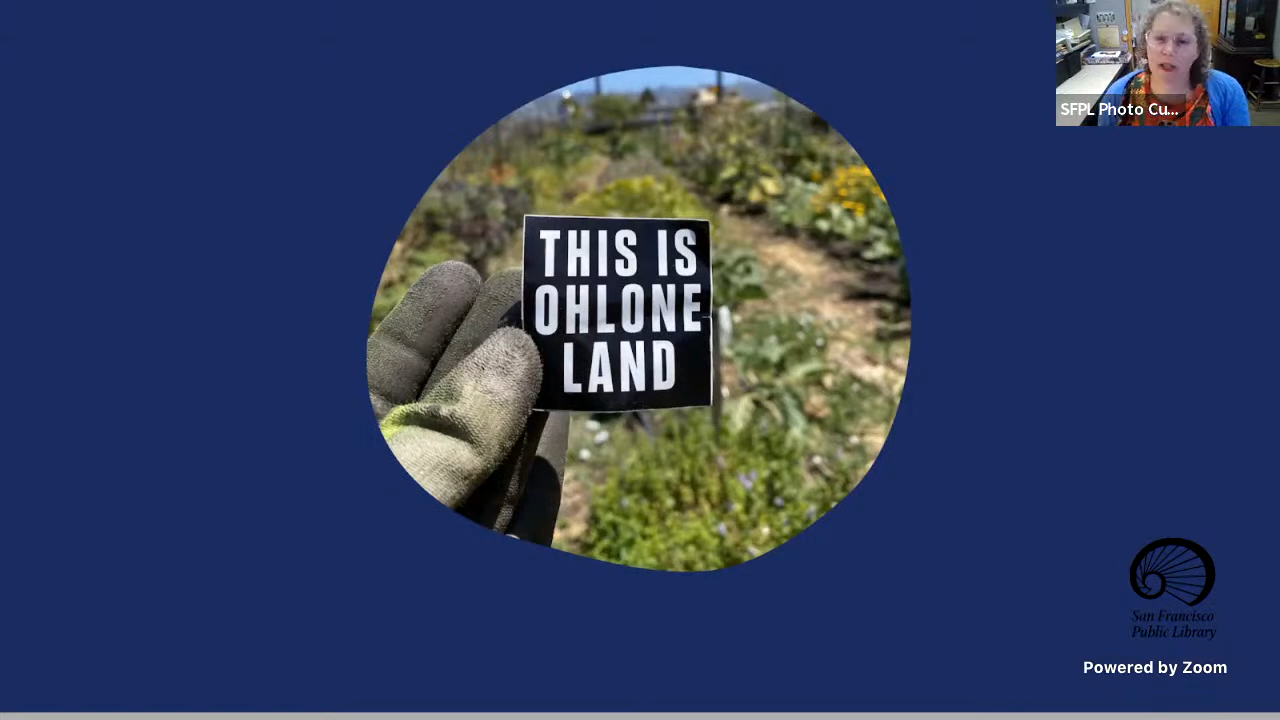 SFPL Photo Cu...
THIS IS
OHLONE
LAND
San Francisco
Public Library
Powered by Zoom